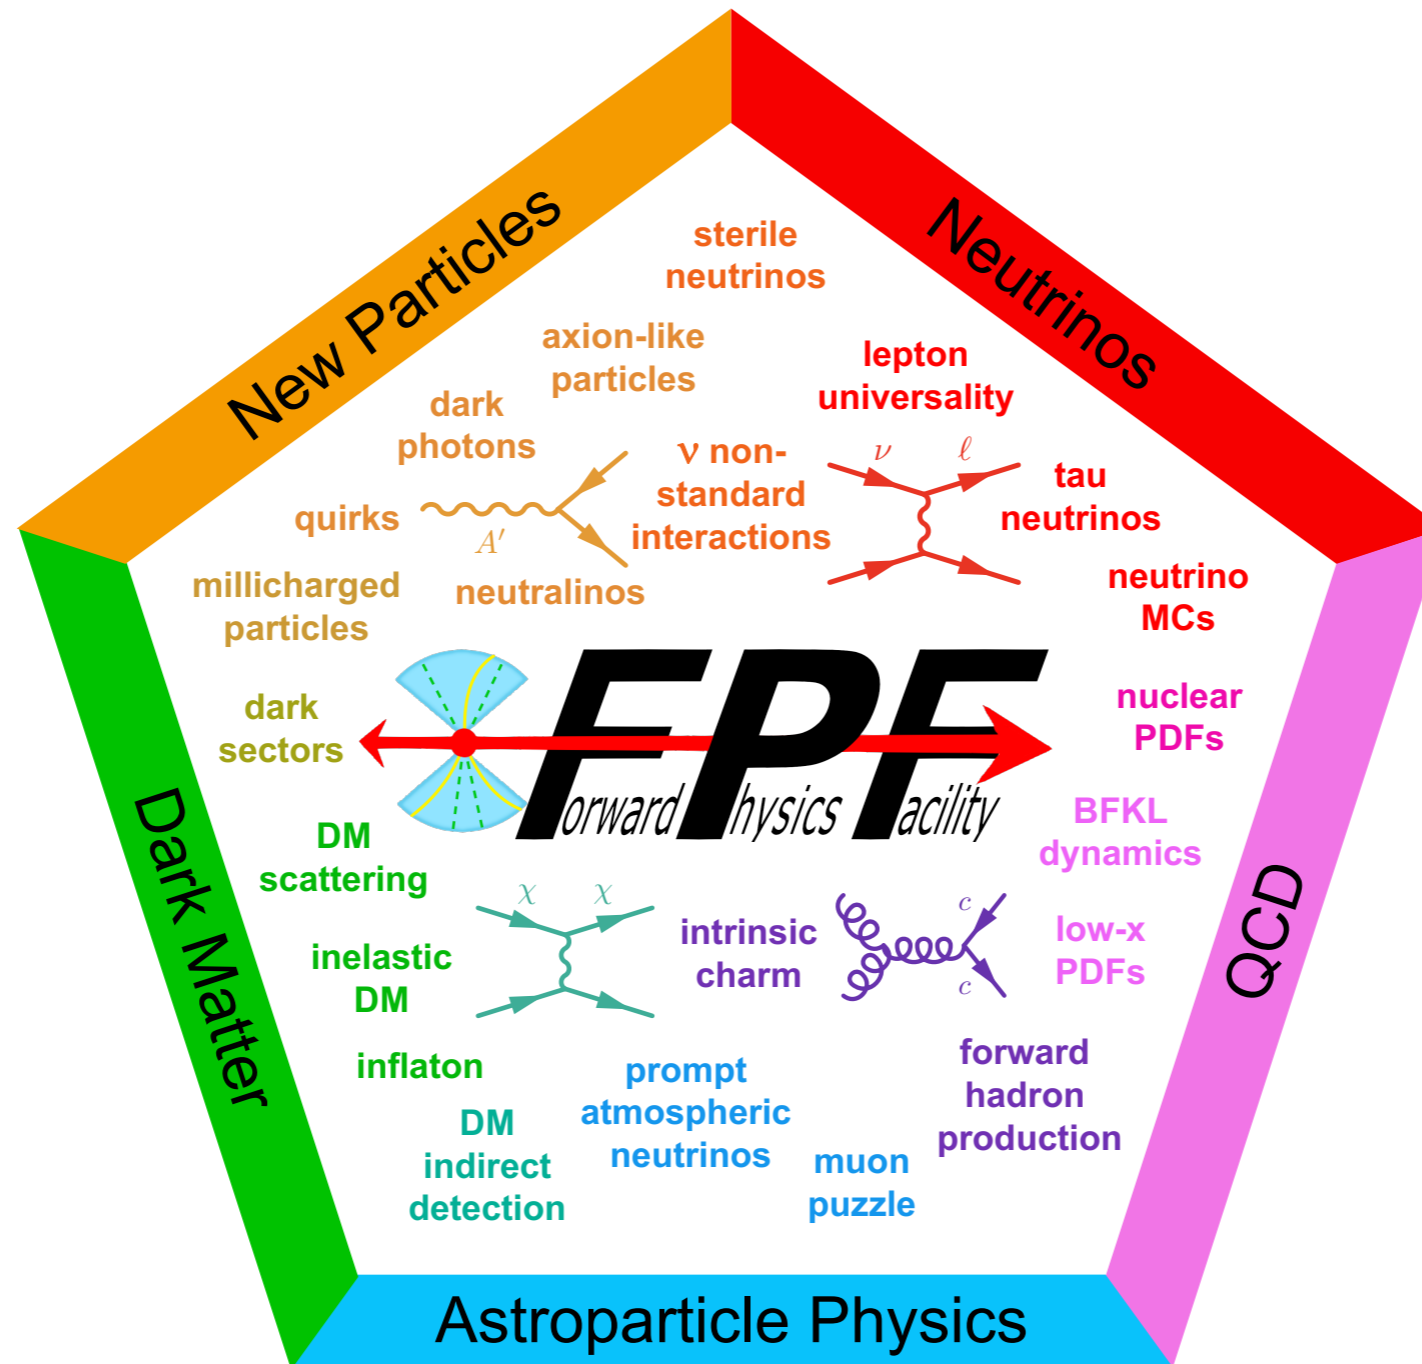 New Particles
Neutrinos
sterile
neutrinos
axion-like
particles
lepton
universality
dark
photons
ν non-
standard
interactions
ν
ℓ
tau
neutrinos
quirks
A′
neutralinos
millicharged
particles
neutrino
MCs
dark
sectors
Forward Physics Facility
nuclear
PDFs
Dark Matter
DM
scattering
BFKL
dynamics
QCD
χ
χ
inelastic
DM
intrinsic
charm
c
c
low-x
PDFs
inflaton
prompt
atmospheric
neutrinos
forward
hadron
production
DM
indirect
detection
muon
puzzle
Astroparticle Physics